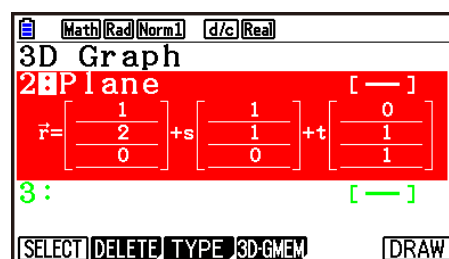 Math Rad Norm1 d/c Real
3D Graph
2:Plane [—]
r⃗=[1 2 0]+s[1 1 0]+t[0 1 1]
3: [—]
SELECT DELETE TYPE 3D·GMEM DRAW